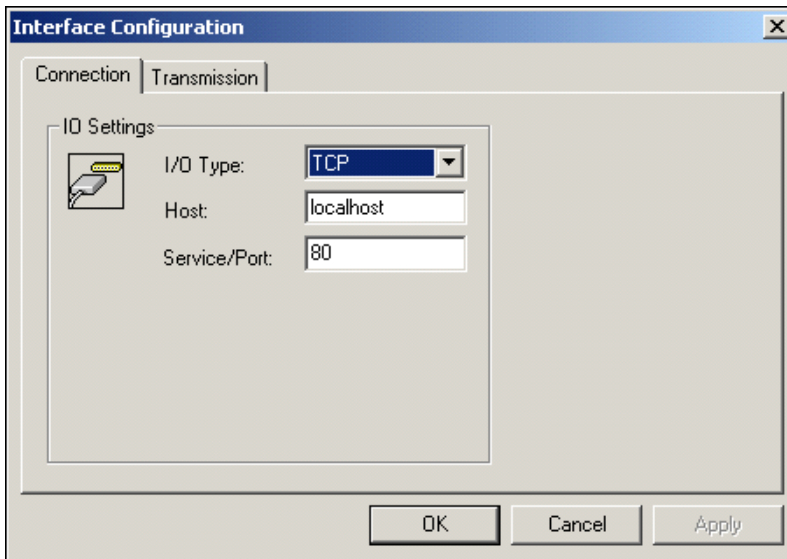 Interface Configuration
Connection
Transmission
IO Settings
I/O Type:
TCP
Host:
localhost
Service/Port:
80
OK
Cancel
Apply